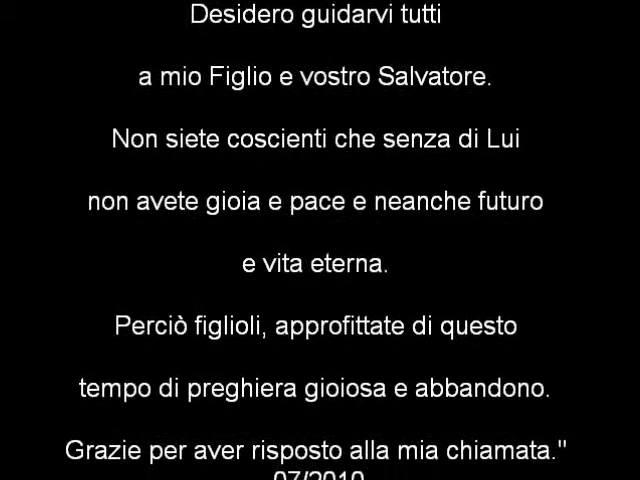 Desidero guidarvi tutti
a mio Figlio e vostro Salvatore.
Non siete coscienti che senza di Lui
non avete gioia e pace e neanche futuro
e vita eterna.
Perciò figlioli, approfittate di questo
tempo di preghiera gioiosa e abbandono.
Grazie per aver risposto alla mia chiamata."
07/2010